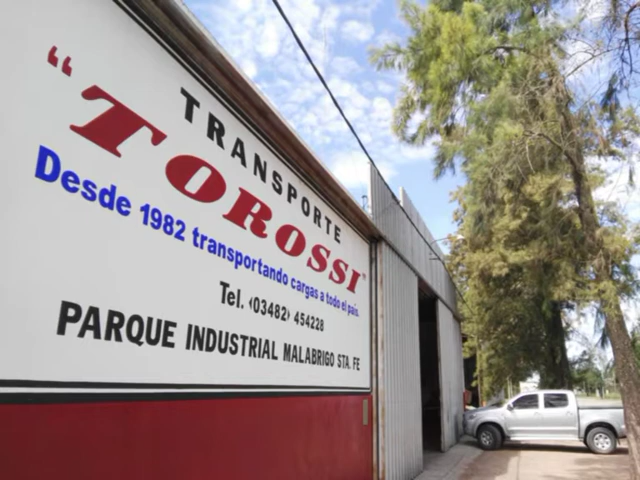 TRANSPORTE
"TOROSSI"
Desde 1982 transportando cargas a todo el país.
Tel. (03482) 454228
PARQUE INDUSTRIAL MALABRIGO STA. FE